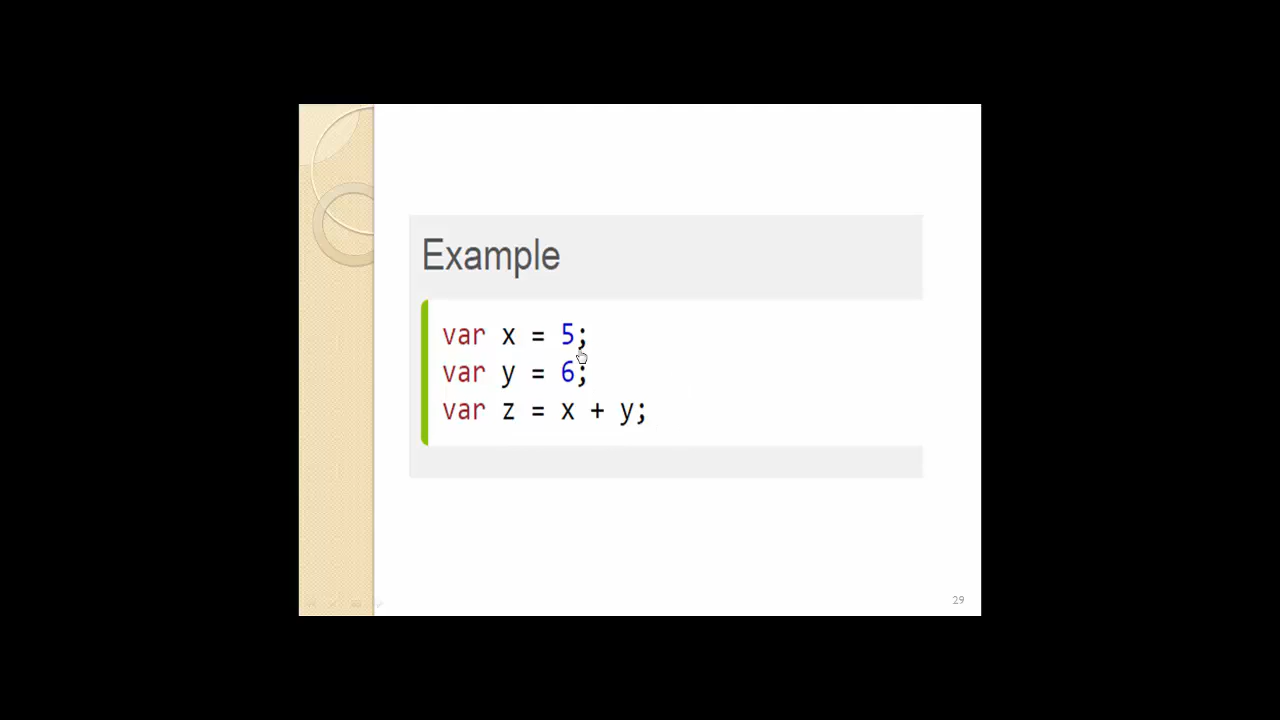 Example
var x = 5;
var y = 6;
var z = x + y;
29